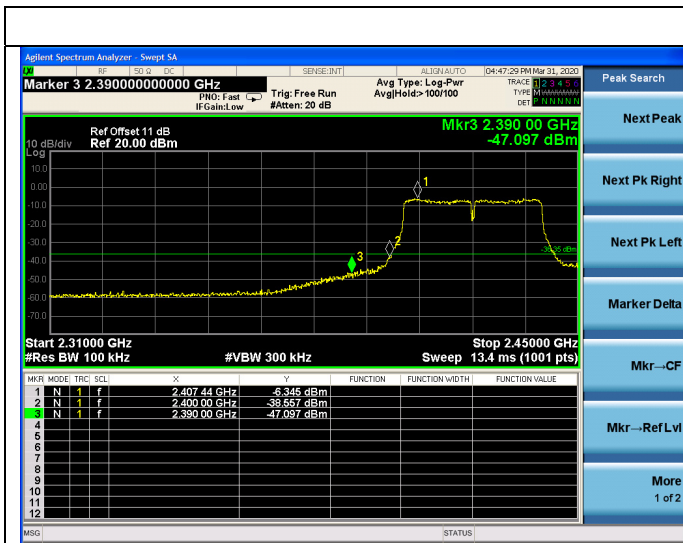 Agilent Spectrum Analyzer - Swept SA
LXI RF 50 Ω DC SENSE:INT ALIGN AUTO 04:47:29 PM Mar 31, 2020
Marker 3 2.390000000000 GHz
PNO: Fast
IFGain:Low
Trig: Free Run
#Atten: 20 dB
Avg Type: Log-Pwr
Avg|Hold:> 100/100
TRACE 1 2 3 4 5 6
TYPE M
DET P N N N N N
Ref Offset 11 dB
Ref 20.00 dBm
10 dB/div
Log
Mkr3 2.390 00 GHz
-47.097 dBm
10.0
0.00
-10.0
-20.0
-30.0
-40.0
-50.0
-60.0
-70.0
1
2
3
Start 2.31000 GHz
Stop 2.45000 GHz
#Res BW 100 kHz
#VBW 300 kHz
Sweep 13.4 ms (1001 pts)
MKR MODE TRC SCL X Y FUNCTION FUNCTION WIDTH FUNCTION VALUE
1 N 1 f 2.407 44 GHz -6.345 dBm
2 N 1 f 2.400 00 GHz -38.557 dBm
3 N 1 f 2.390 00 GHz -47.097 dBm
4
5
6
7
8
9
10
11
12
MSG
STATUS
Peak Search
Next Peak
Next Pk Right
Next Pk Left
Marker Delta
Mkr→CF
Mkr→Ref Lvl
More
1 of 2